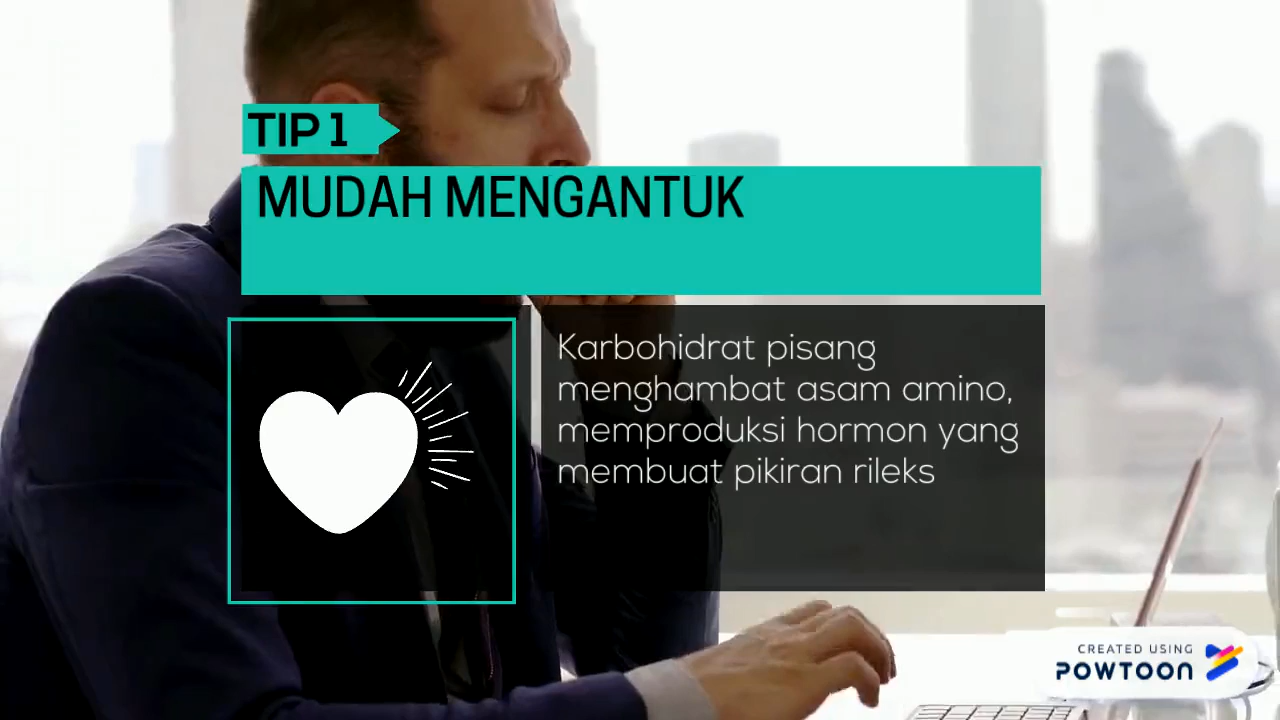 TIP 1
MUDAH MENGANTUK
Karbohidrat pisang
menghambat asam amino,
memproduksi hormon yang
membuat pikiran rileks
CREATED USING
POWTOON